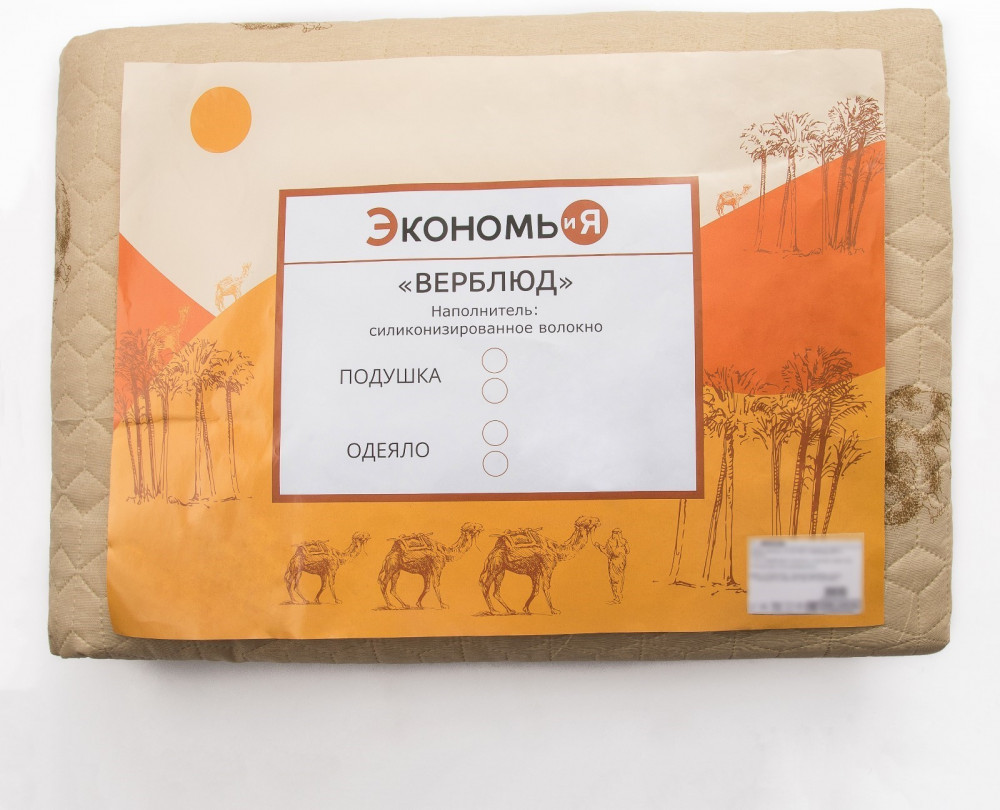 ЭКОНОМЬиЯ
«ВЕРБЛЮД»
Наполнитель:
силиконизированное волокно
ПОДУШКА
ОДЕЯЛО